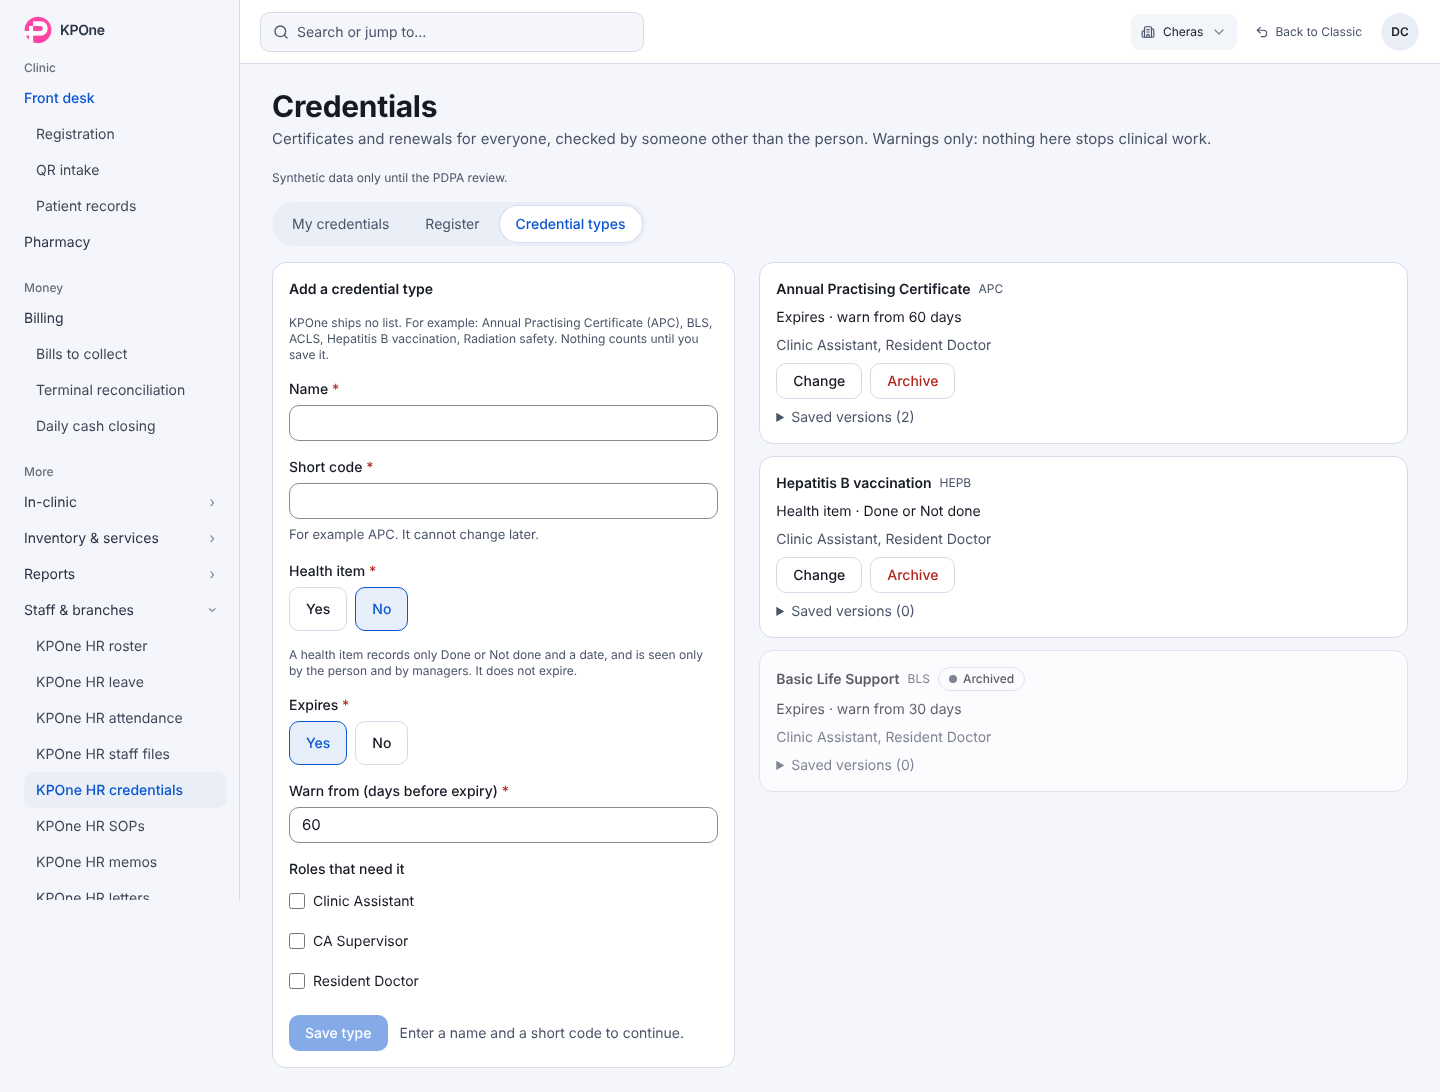 KPOne
Clinic
Front desk
Registration
QR intake
Patient records
Pharmacy
Money
Billing
Bills to collect
Terminal reconciliation
Daily cash closing
More
In-clinic
Inventory & services
Reports
Staff & branches
KPOne HR roster
KPOne HR leave
KPOne HR attendance
KPOne HR staff files
KPOne HR credentials
KPOne HR SOPs
KPOne HR memos
KPOne HR letters
Search or jump to...
Cheras
Back to Classic
DC
Credentials
Certificates and renewals for everyone, checked by someone other than the person. Warnings only: nothing here stops clinical work.
Synthetic data only until the PDPA review.
My credentials
Register
Credential types
Add a credential type
KPOne ships no list. For example: Annual Practising Certificate (APC), BLS,
ACLS, Hepatitis B vaccination, Radiation safety. Nothing counts until you
save it.
Name *
Short code *
For example APC. It cannot change later.
Health item *
Yes
No
A health item records only Done or Not done and a date, and is seen only
by the person and by managers. It does not expire.
Expires *
Yes
No
Warn from (days before expiry) *
60
Roles that need it
Clinic Assistant
CA Supervisor
Resident Doctor
Save type
Enter a name and a short code to continue.
Annual Practising Certificate APC
Expires · warn from 60 days
Clinic Assistant, Resident Doctor
Change
Archive
Saved versions (2)
Hepatitis B vaccination HEPB
Health item · Done or Not done
Clinic Assistant, Resident Doctor
Change
Archive
Saved versions (0)
Basic Life Support BLS Archived
Expires · warn from 30 days
Clinic Assistant, Resident Doctor
Saved versions (0)